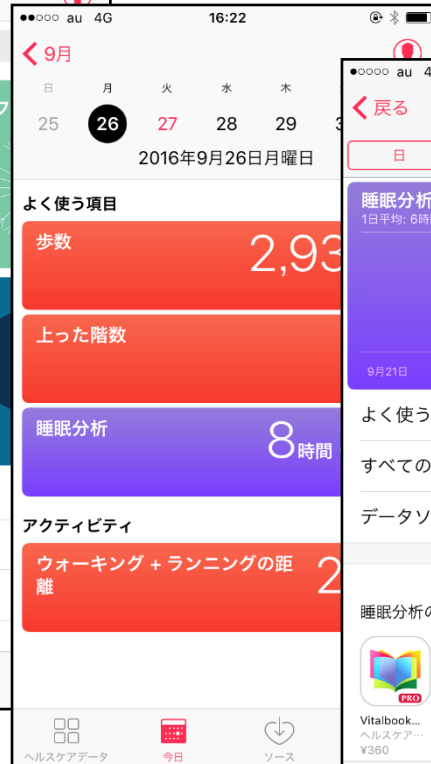 au 4G 16:22
9月
日 月 火 水 木
25 26 27 28 29
2016年9月26日月曜日
よく使う項目
歩数
2,93
上った階数
睡眠分析
8時間
アクティビティ
ウォーキング + ランニングの距
離
2
ヘルスケアデータ 今日 ソース
au 4
戻る
日
睡眠分析
1日平均: 6時
9月21日
よく使う
すべての
データソ
睡眠分析の
PRO
Vitalbook...
ヘルスケア…
¥360